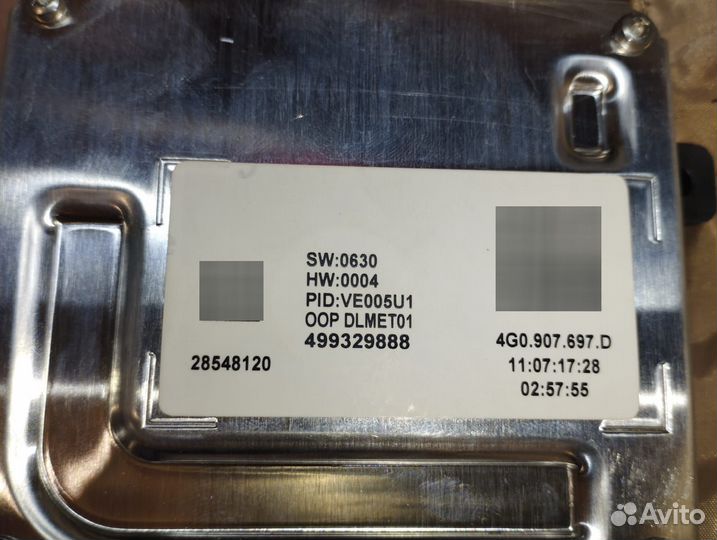 SW:0630
HW:0004
PID:VE005U1
OOP DLMET01
499329888
28548120
4G0.907.697.D
11:07:17:28
02:57:55
Avito